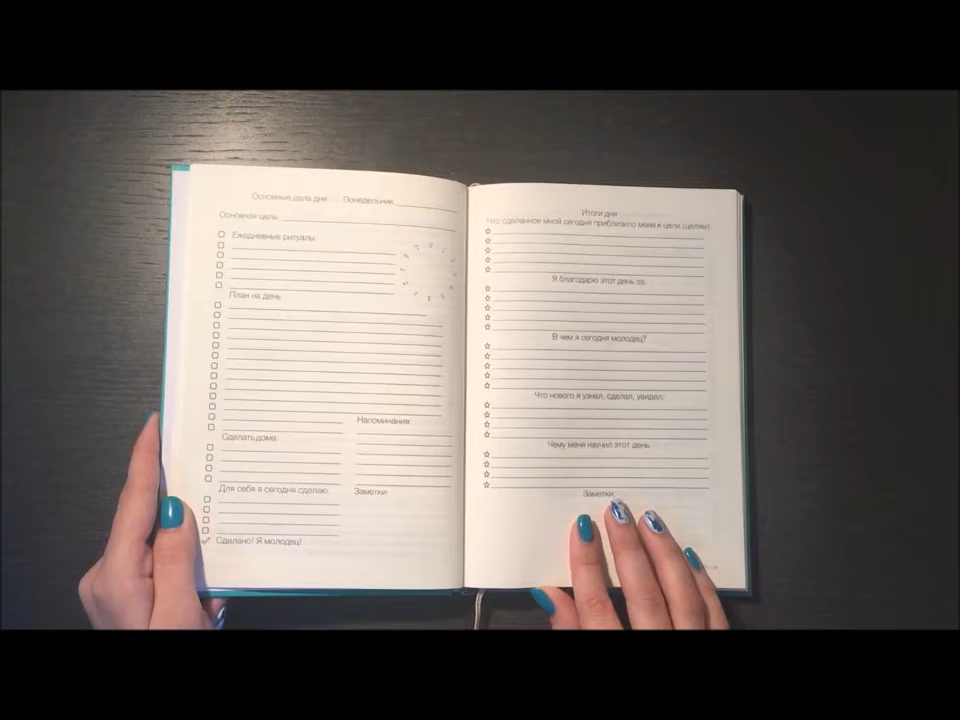 Основные дела дня Понедельник
Основная цель
Ежедневные ритуалы
План на день
Напоминания:
Сделать дома:
Для себя я сегодня сделаю:
Заметки:
Сделано! Я молодец!
Итоги дня
Что сделанное мной сегодня приблизило меня к цели (целям):
Я благодарю этот день за:
В чем я сегодня молодец?
Что нового я узнал, сделал, увидел:
Чему меня научил этот день:
Заметки: